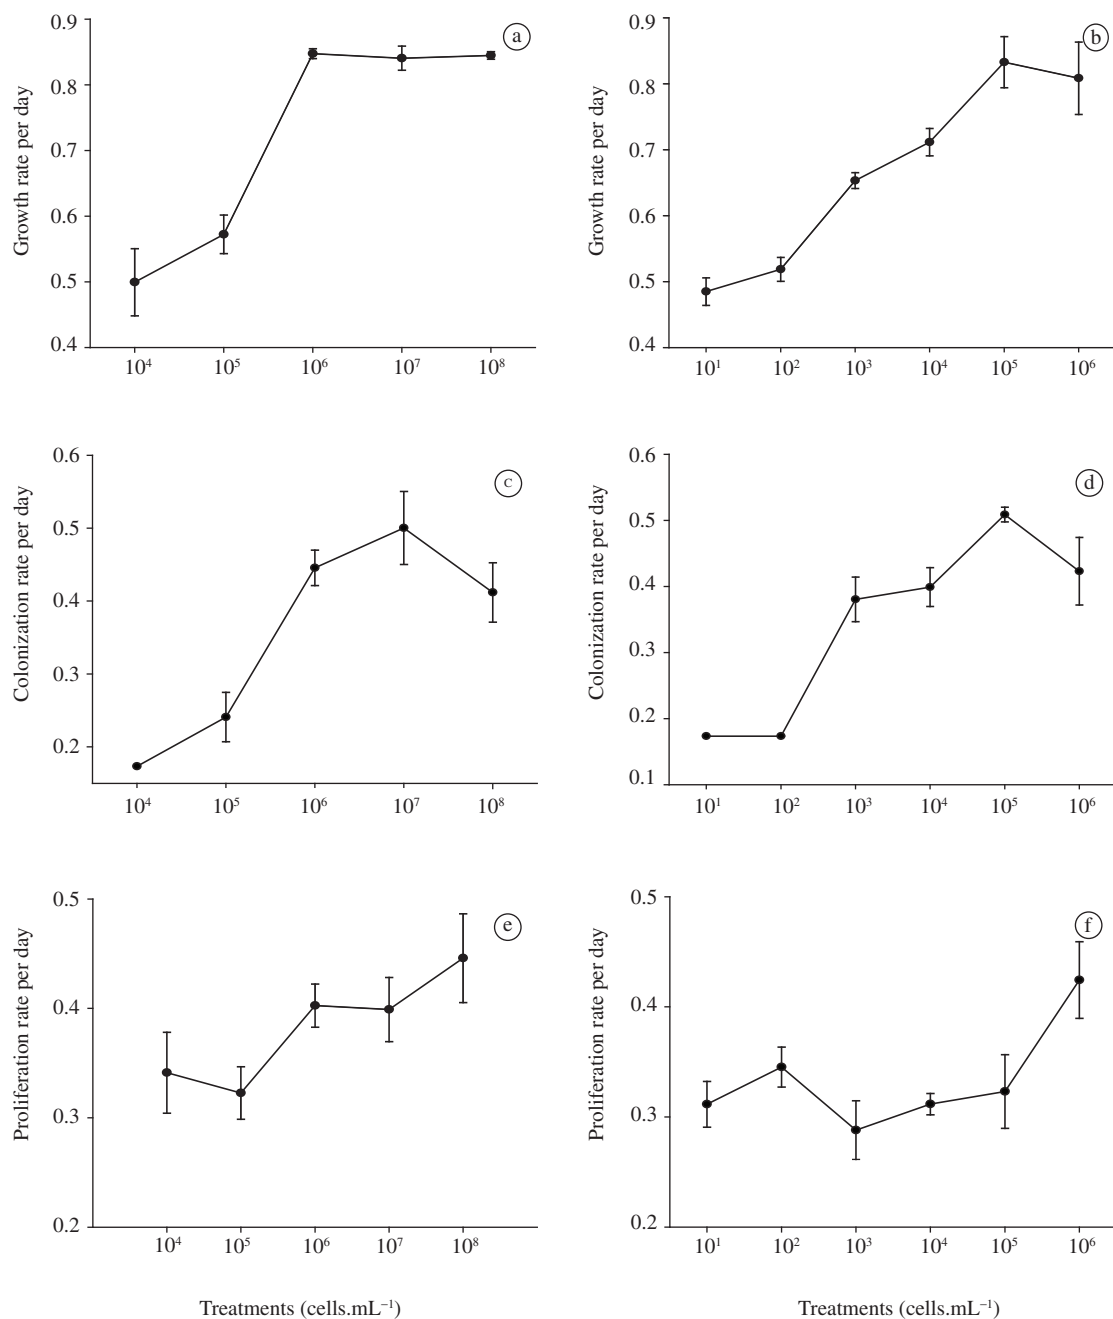 a
Growth rate per day
0.9
0.8
0.7
0.6
0.5
0.4
10⁴ 10⁵ 10⁶ 10⁷ 10⁸
b
Growth rate per day
0.9
0.8
0.7
0.6
0.5
0.4
10¹ 10² 10³ 10⁴ 10⁵ 10⁶
c
Colonization rate per day
0.6
0.5
0.4
0.3
0.2
10⁴ 10⁵ 10⁶ 10⁷ 10⁸
d
Colonization rate per day
0.6
0.5
0.4
0.3
0.2
0.1
10¹ 10² 10³ 10⁴ 10⁵ 10⁶
e
Proliferation rate per day
0.5
0.4
0.3
0.2
10⁴ 10⁵ 10⁶ 10⁷ 10⁸
Treatments (cells.mL⁻¹)
f
Proliferation rate per day
0.5
0.4
0.3
0.2
10¹ 10² 10³ 10⁴ 10⁵ 10⁶
Treatments (cells.mL⁻¹)